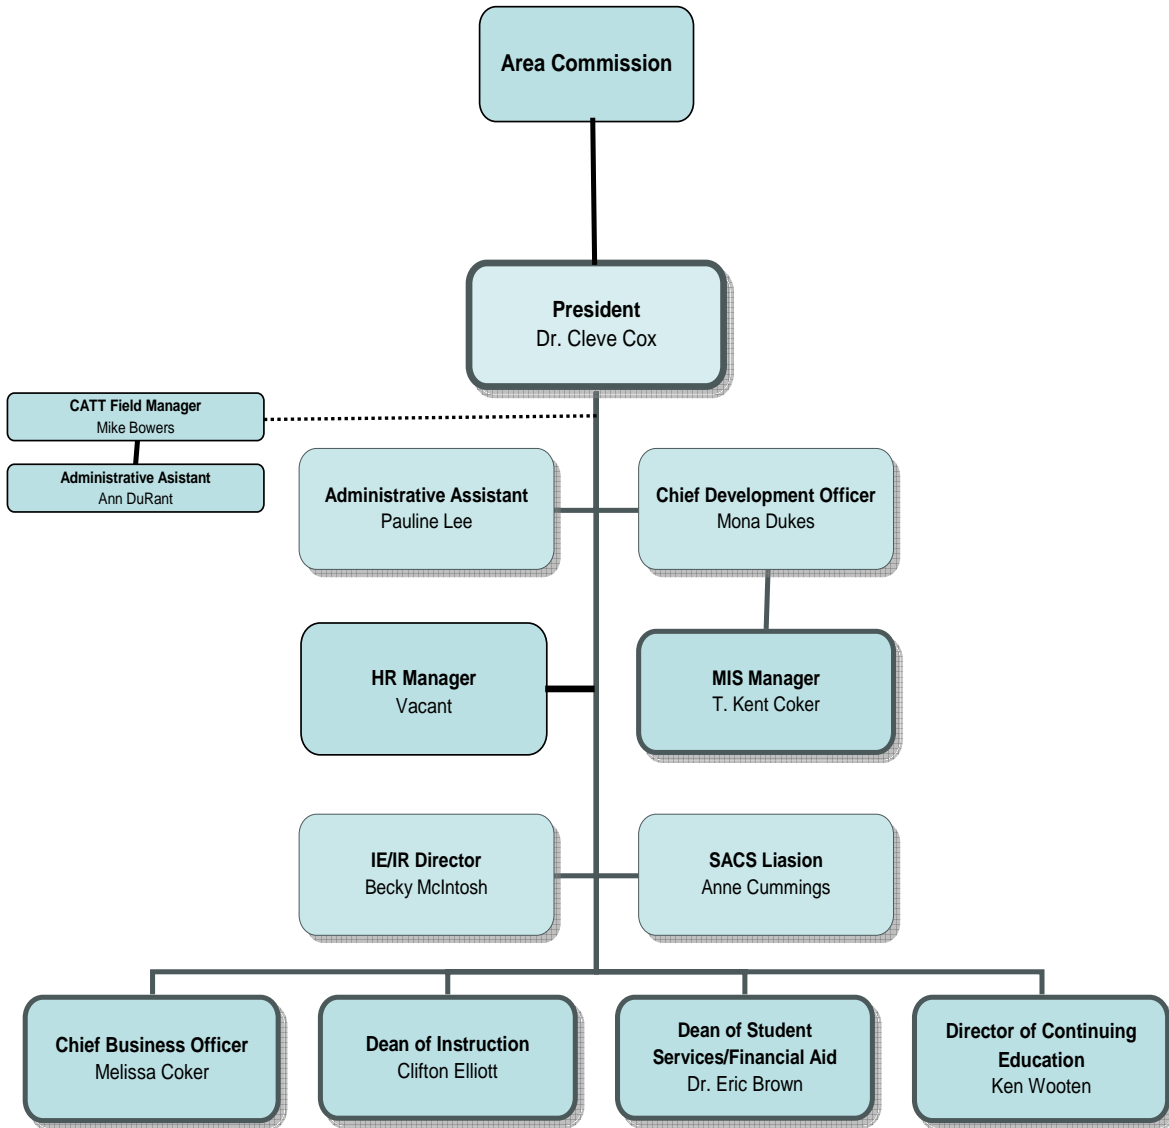 Area Commission
President
Dr. Cleve Cox
CATT Field Manager
Mike Bowers
Administrative Asistant
Ann DuRant
Administrative Assistant
Pauline Lee
Chief Development Officer
Mona Dukes
HR Manager
Vacant
MIS Manager
T. Kent Coker
IE/IR Director
Becky McIntosh
SACS Liasion
Anne Cummings
Chief Business Officer
Melissa Coker
Dean of Instruction
Clifton Elliott
Dean of Student
Services/Financial Aid
Dr. Eric Brown
Director of Continuing
Education
Ken Wooten